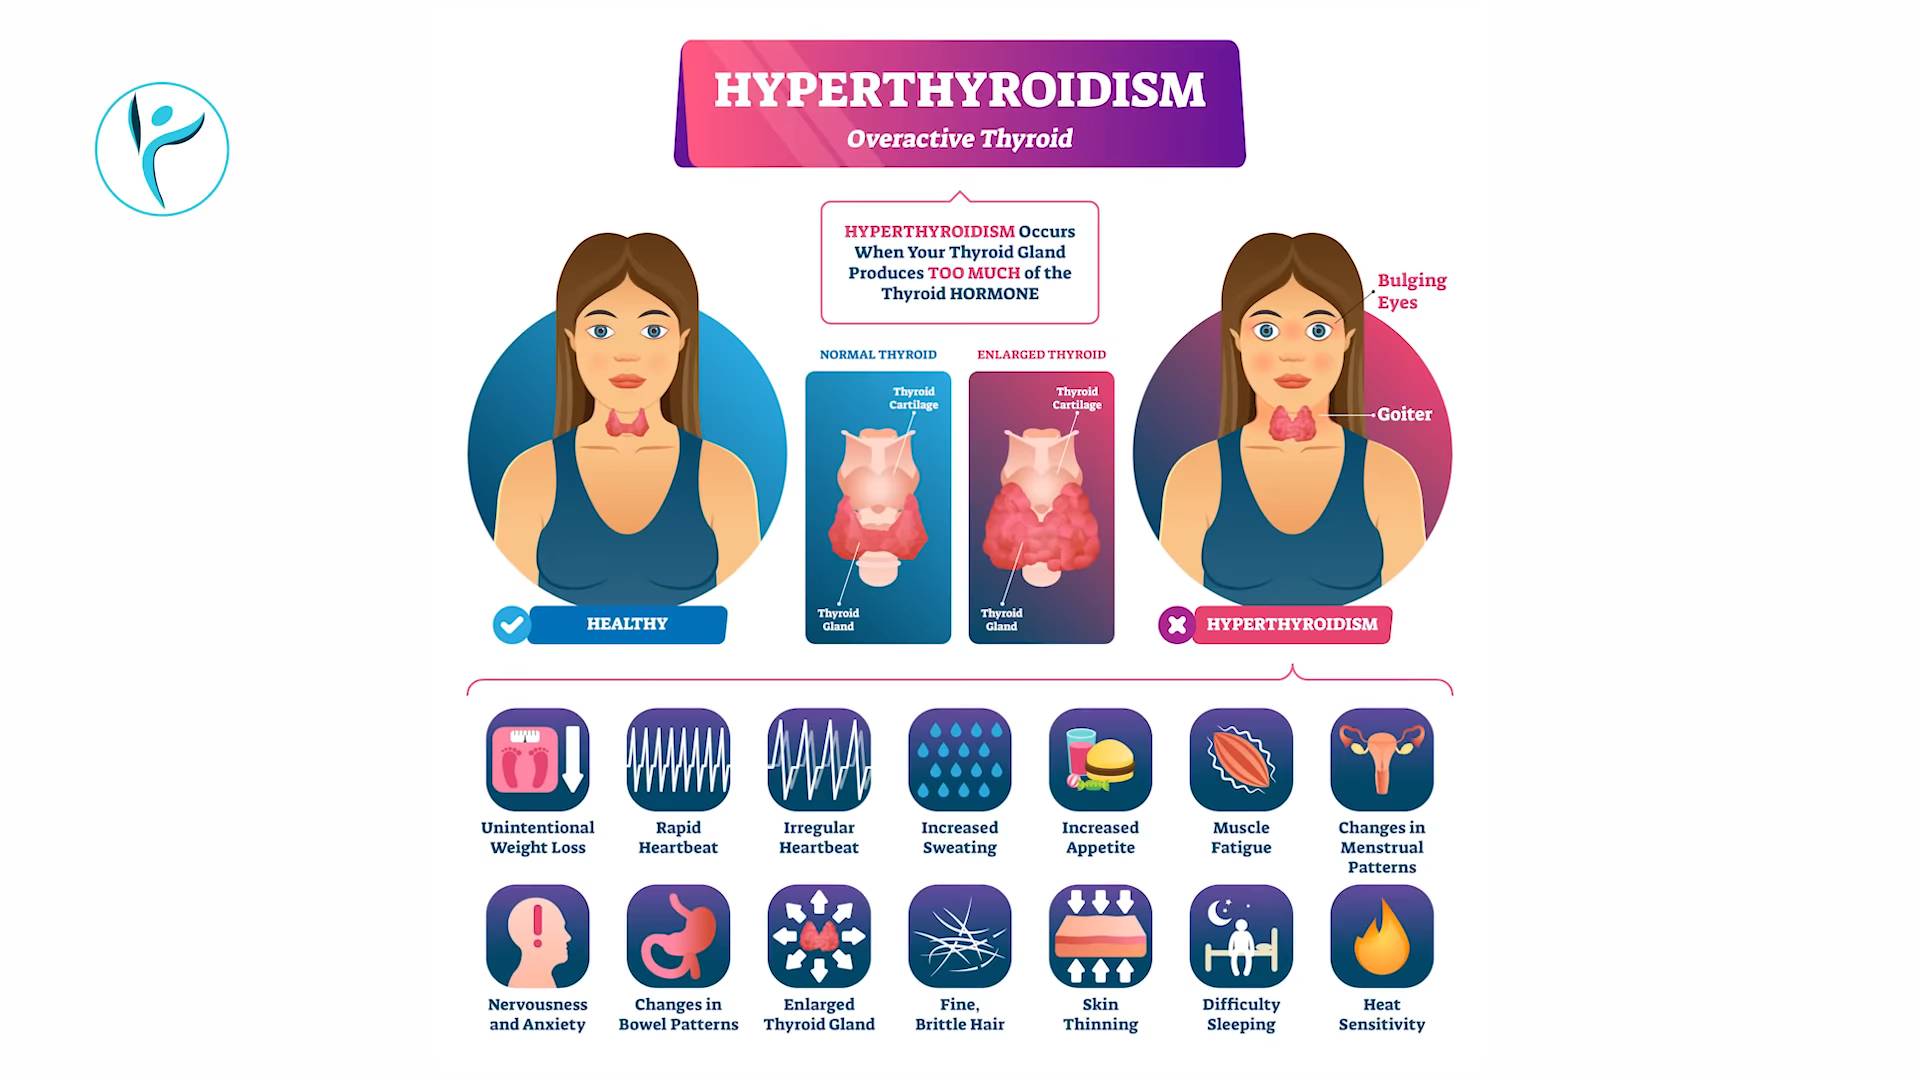 HYPERTHYROIDISM
Overactive Thyroid
HYPERTHYROIDISM Occurs
When Your Thyroid Gland
Produces TOO MUCH of the
Thyroid HORMONE
Bulging
Eyes
Goiter
NORMAL THYROID
Thyroid
Cartilage
Thyroid
Gland
ENLARGED THYROID
Thyroid
Cartilage
Thyroid
Gland
HEALTHY
HYPERTHYROIDISM
Unintentional
Weight Loss
Rapid
Heartbeat
Irregular
Heartbeat
Increased
Sweating
Increased
Appetite
Muscle
Fatigue
Changes in
Menstrual
Patterns
Nervousness
and Anxiety
Changes in
Bowel Patterns
Enlarged
Thyroid Gland
Fine,
Brittle Hair
Skin
Thinning
Difficulty
Sleeping
Heat
Sensitivity